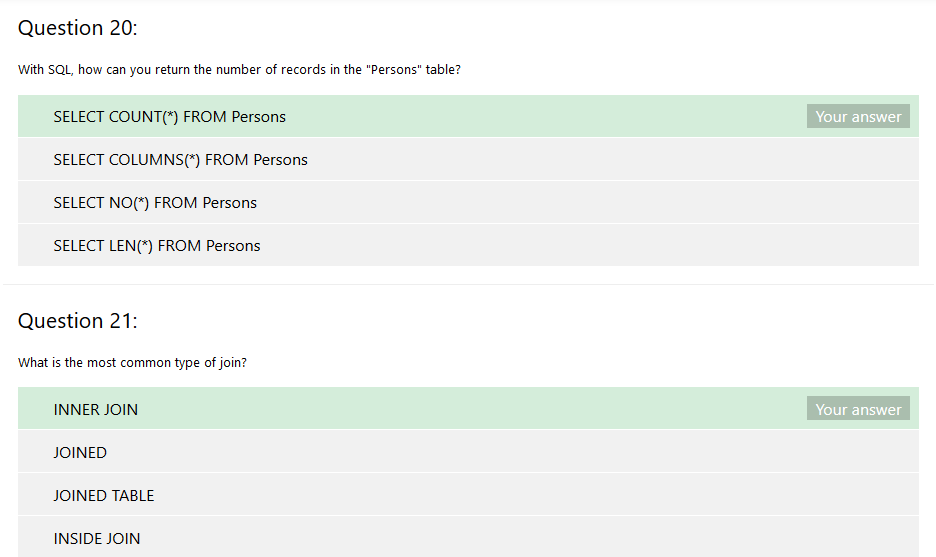 Question 20:
With SQL, how can you return the number of records in the "Persons" table?
SELECT COUNT(*) FROM Persons Your answer
SELECT COLUMNS(*) FROM Persons
SELECT NO(*) FROM Persons
SELECT LEN(*) FROM Persons
Question 21:
What is the most common type of join?
INNER JOIN Your answer
JOINED
JOINED TABLE
INSIDE JOIN